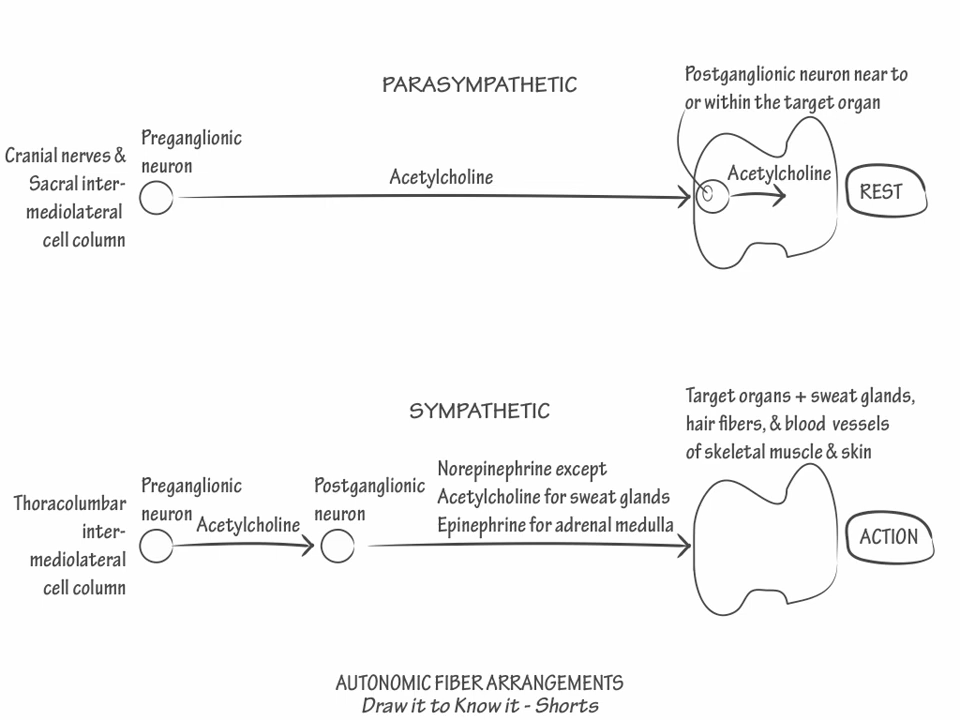 PARASYMPATHETIC
Postganglionic neuron near to
or within the target organ
Cranial nerves &
Sacral inter-
mediolateral
cell column
Preganglionic
neuron
Acetylcholine
Acetylcholine
REST
SYMPATHETIC
Target organs + sweat glands,
hair fibers, & blood vessels
of skeletal muscle & skin
Thoracolumbar
inter-
mediolateral
cell column
Preganglionic
neuron
Acetylcholine
Postganglionic
neuron
Norepinephrine except
Acetylcholine for sweat glands
Epinephrine for adrenal medulla
ACTION
AUTONOMIC FIBER ARRANGEMENTS
Draw it to Know it - Shorts